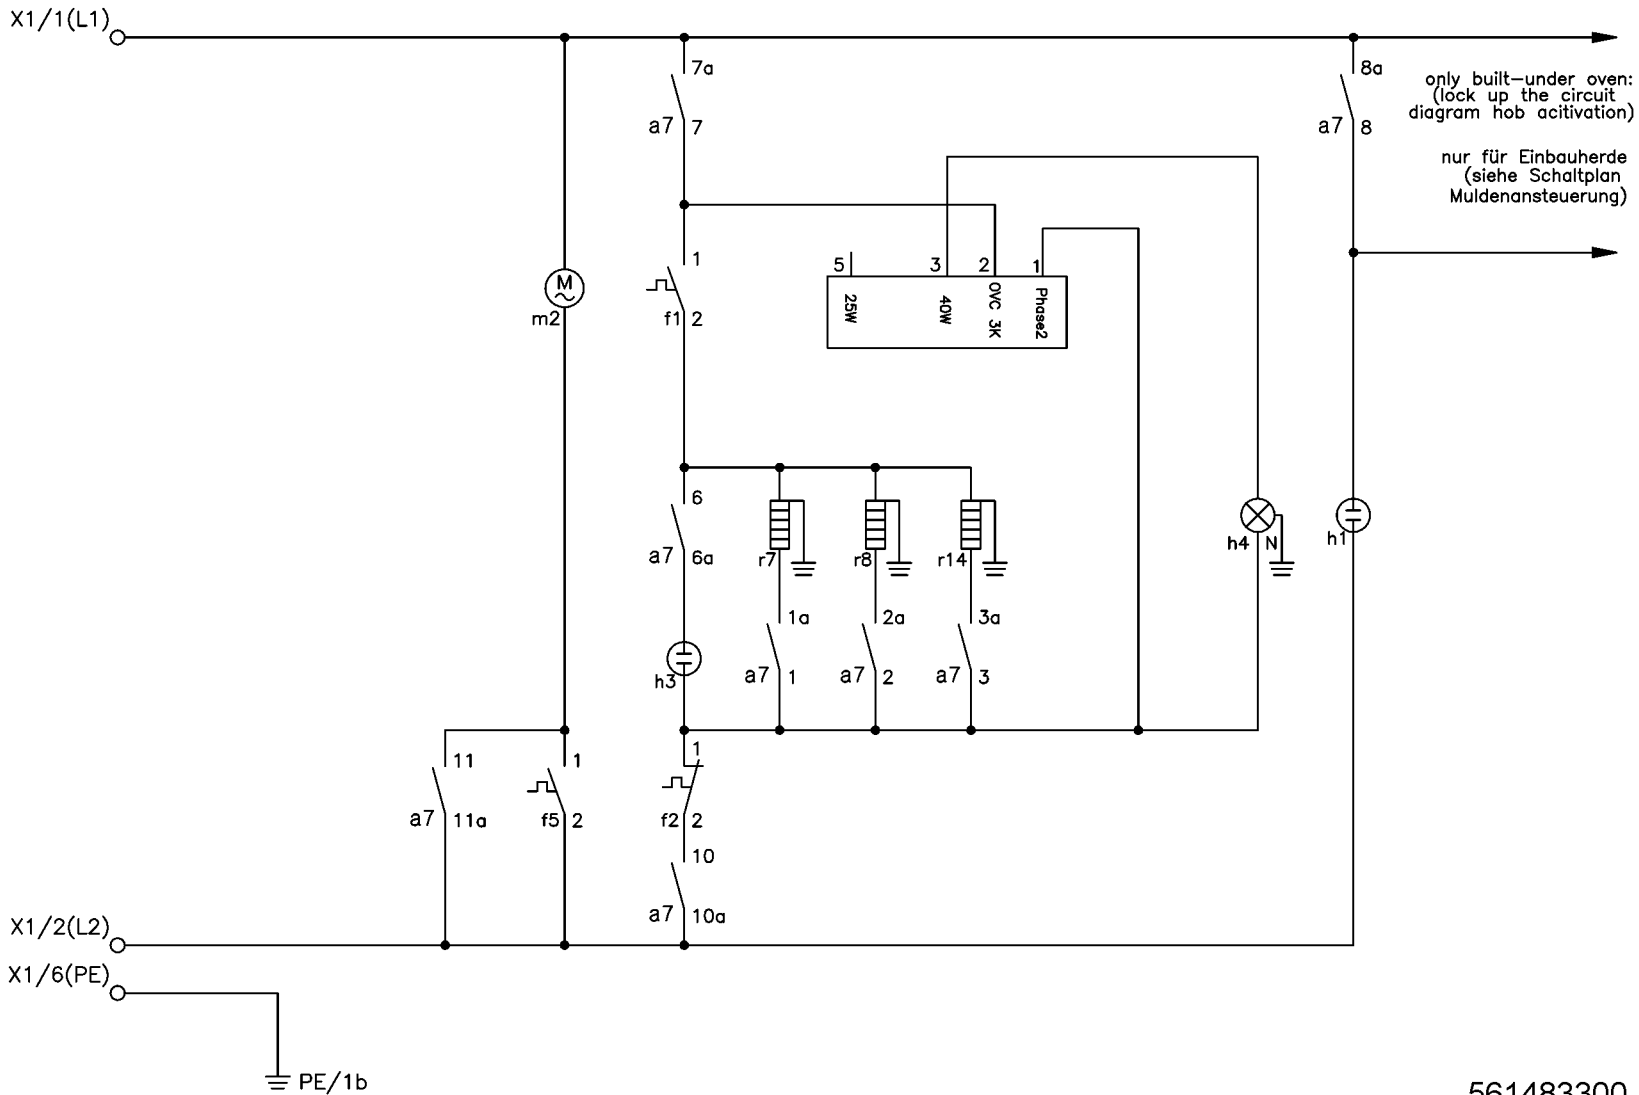 X1/1(L1)
7a
a7 7
8a
a7 8
only built-under oven:
(lock up the circuit
diagram hob acitivation)
nur für Einbauherde
(siehe Schaltplan
Muldenansteuerung)
M
m2
1
f1 2
5 3 2 1
25W
40W
OVC 3K
Phase2
6
a7 6a
r7
r8
r14
h4 N
h1
1a
a7 1
2a
a7 2
3a
a7 3
h3
11
a7 11a
1
f5 2
1
f2 2
10
a7 10a
X1/2(L2)
X1/6(PE)
PE/1b
561483300